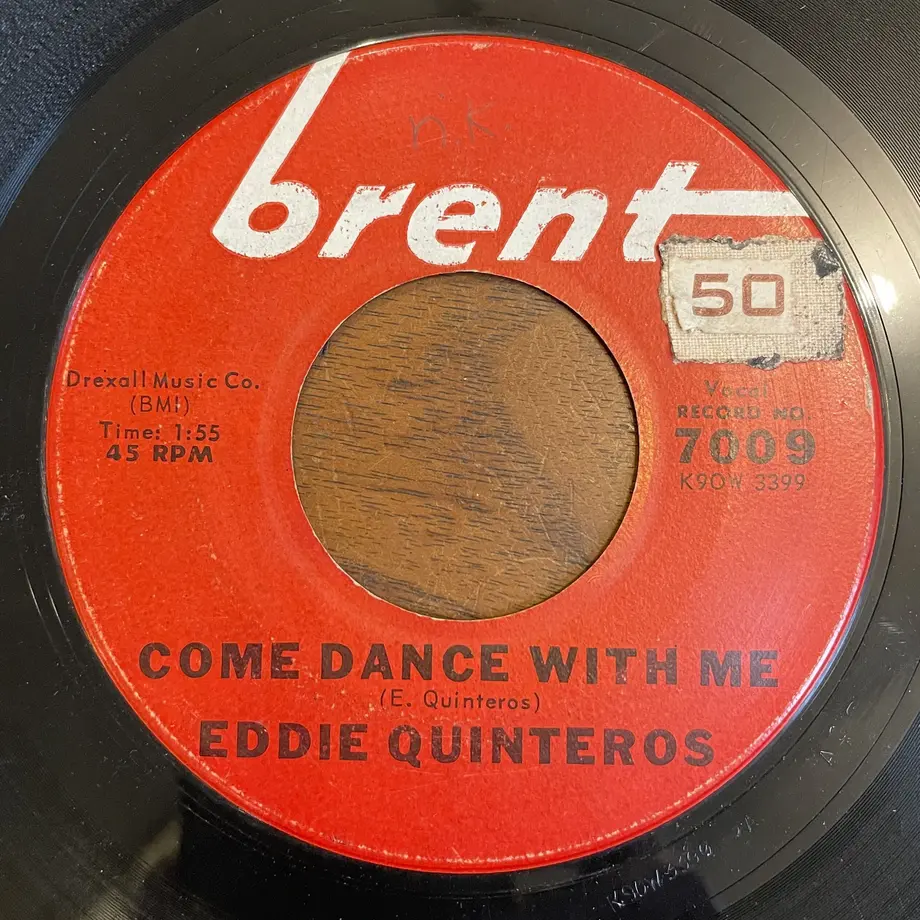 n.K.
brent
50
Drexall Music Co.
(BMI)
Time: 1:55
45 RPM
Vocal
RECORD NO.
7009
K9OW 3399
COME DANCE WITH ME
(E. Quinteros)
EDDIE QUINTEROS